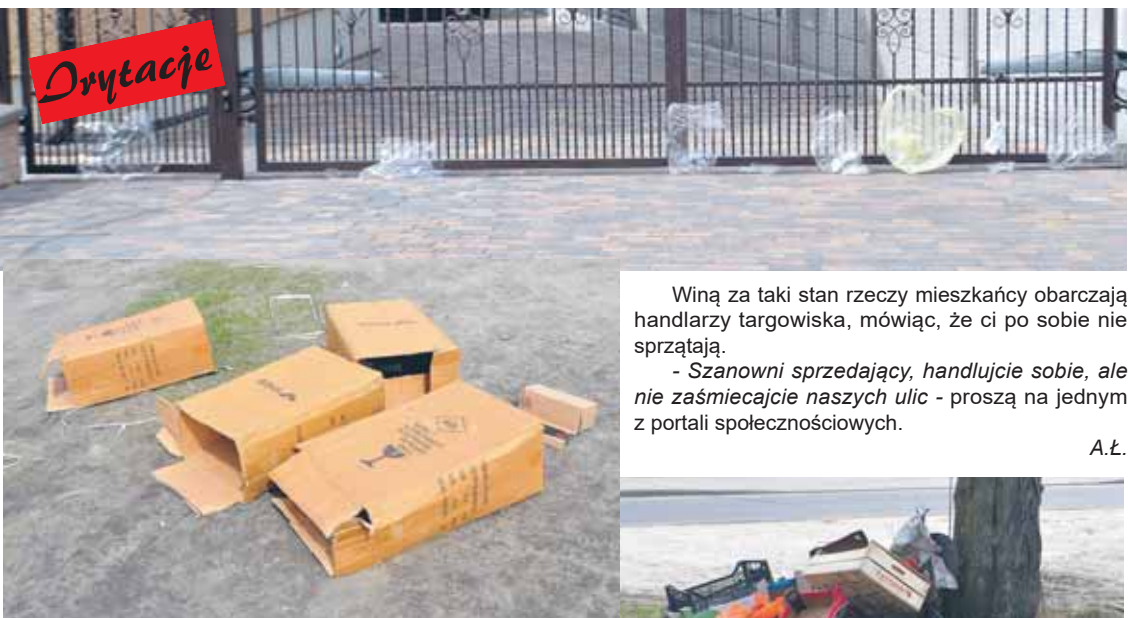 Irytacje
Winą za taki stan rzeczy mieszkańcy obarczają
handlarzy targowiska, mówiąc, że ci po sobie nie
sprzątają.
- Szanowni sprzedający, handlujcie sobie, ale
nie zaśmiecajcie naszych ulic - proszą na jednym
z portali społecznościowych.
A.Ł.